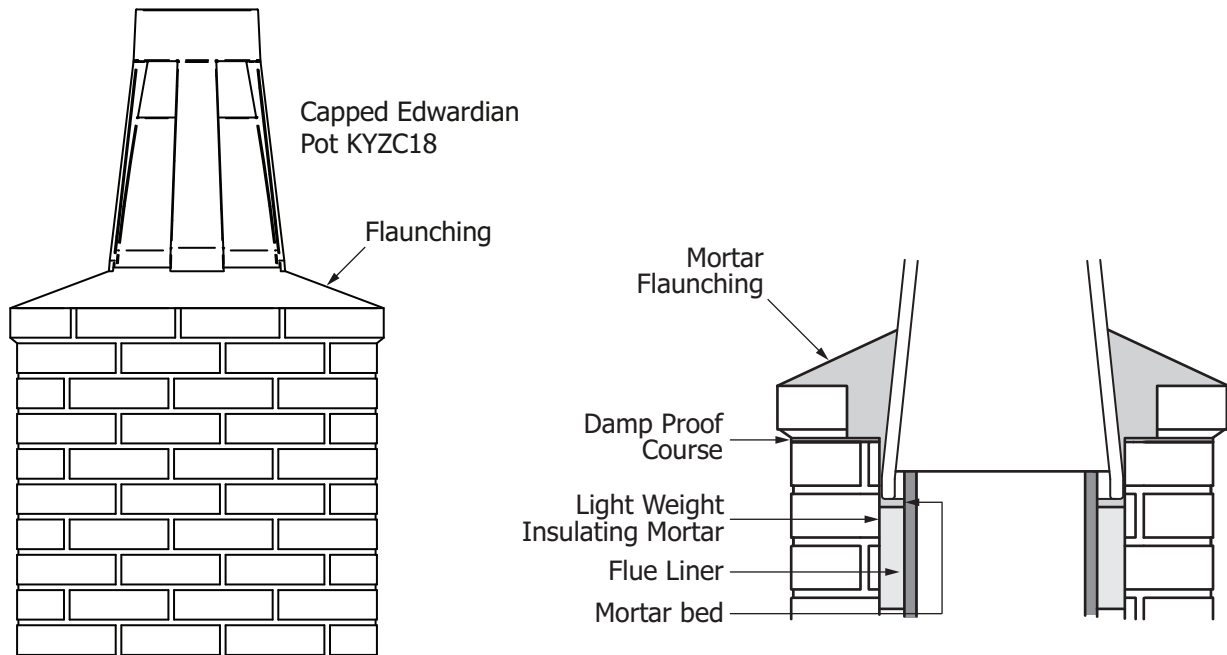 Capped Edwardian
Pot KYZC18
Flaunching
Mortar
Flaunching
Damp Proof
Course
Light Weight
Insulating Mortar
Flue Liner
Mortar bed